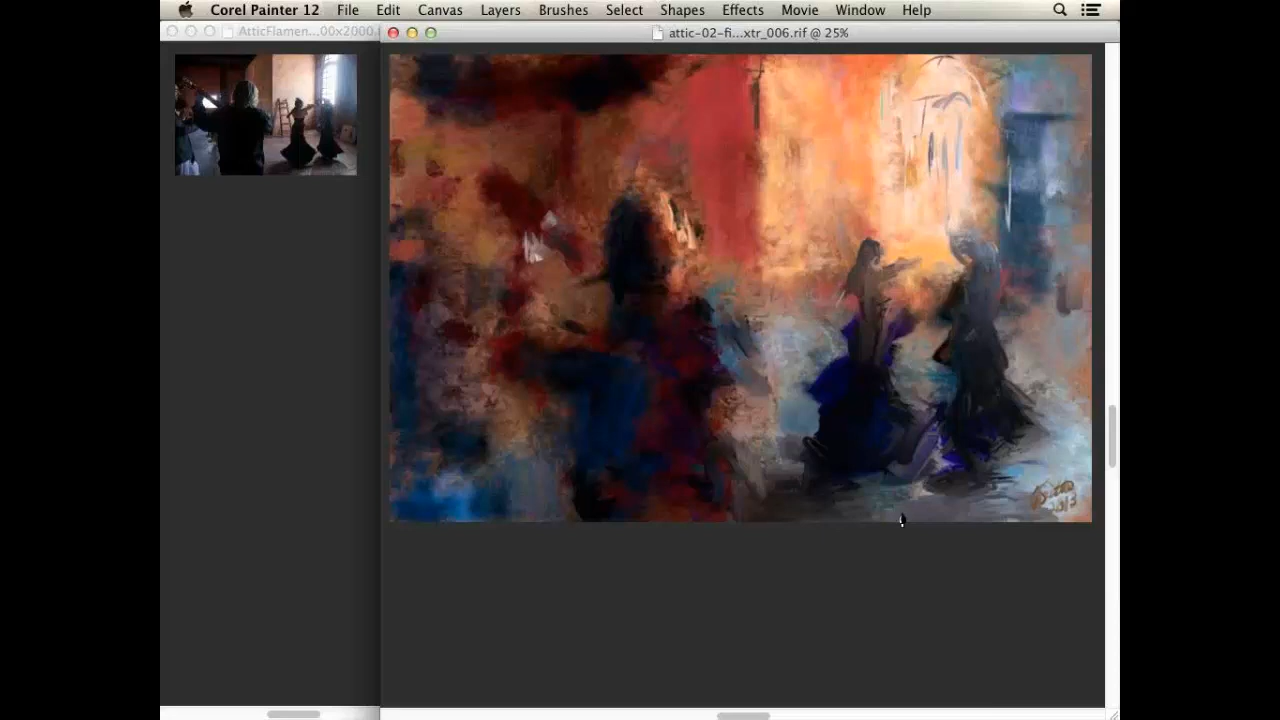 Corel Painter 12 File Edit Canvas Layers Brushes Select Shapes Effects Movie Window Help
AtticFlamen...00x2000
attic-02-fi...xtr_006.rif @ 25%
2013